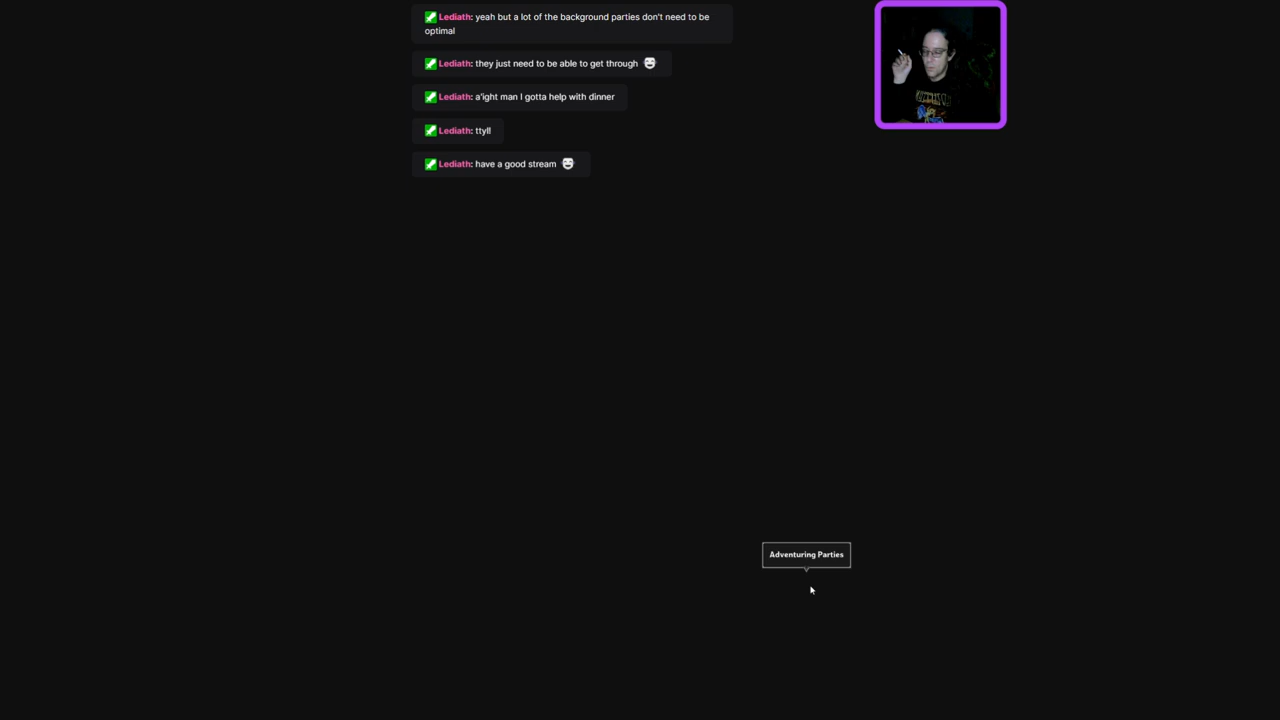 Lediath: yeah but a lot of the background parties don't need to be
optimal
Lediath: they just need to be able to get through
Lediath: a'ight man I gotta help with dinner
Lediath: ttyll
Lediath: have a good stream
Adventuring Parties